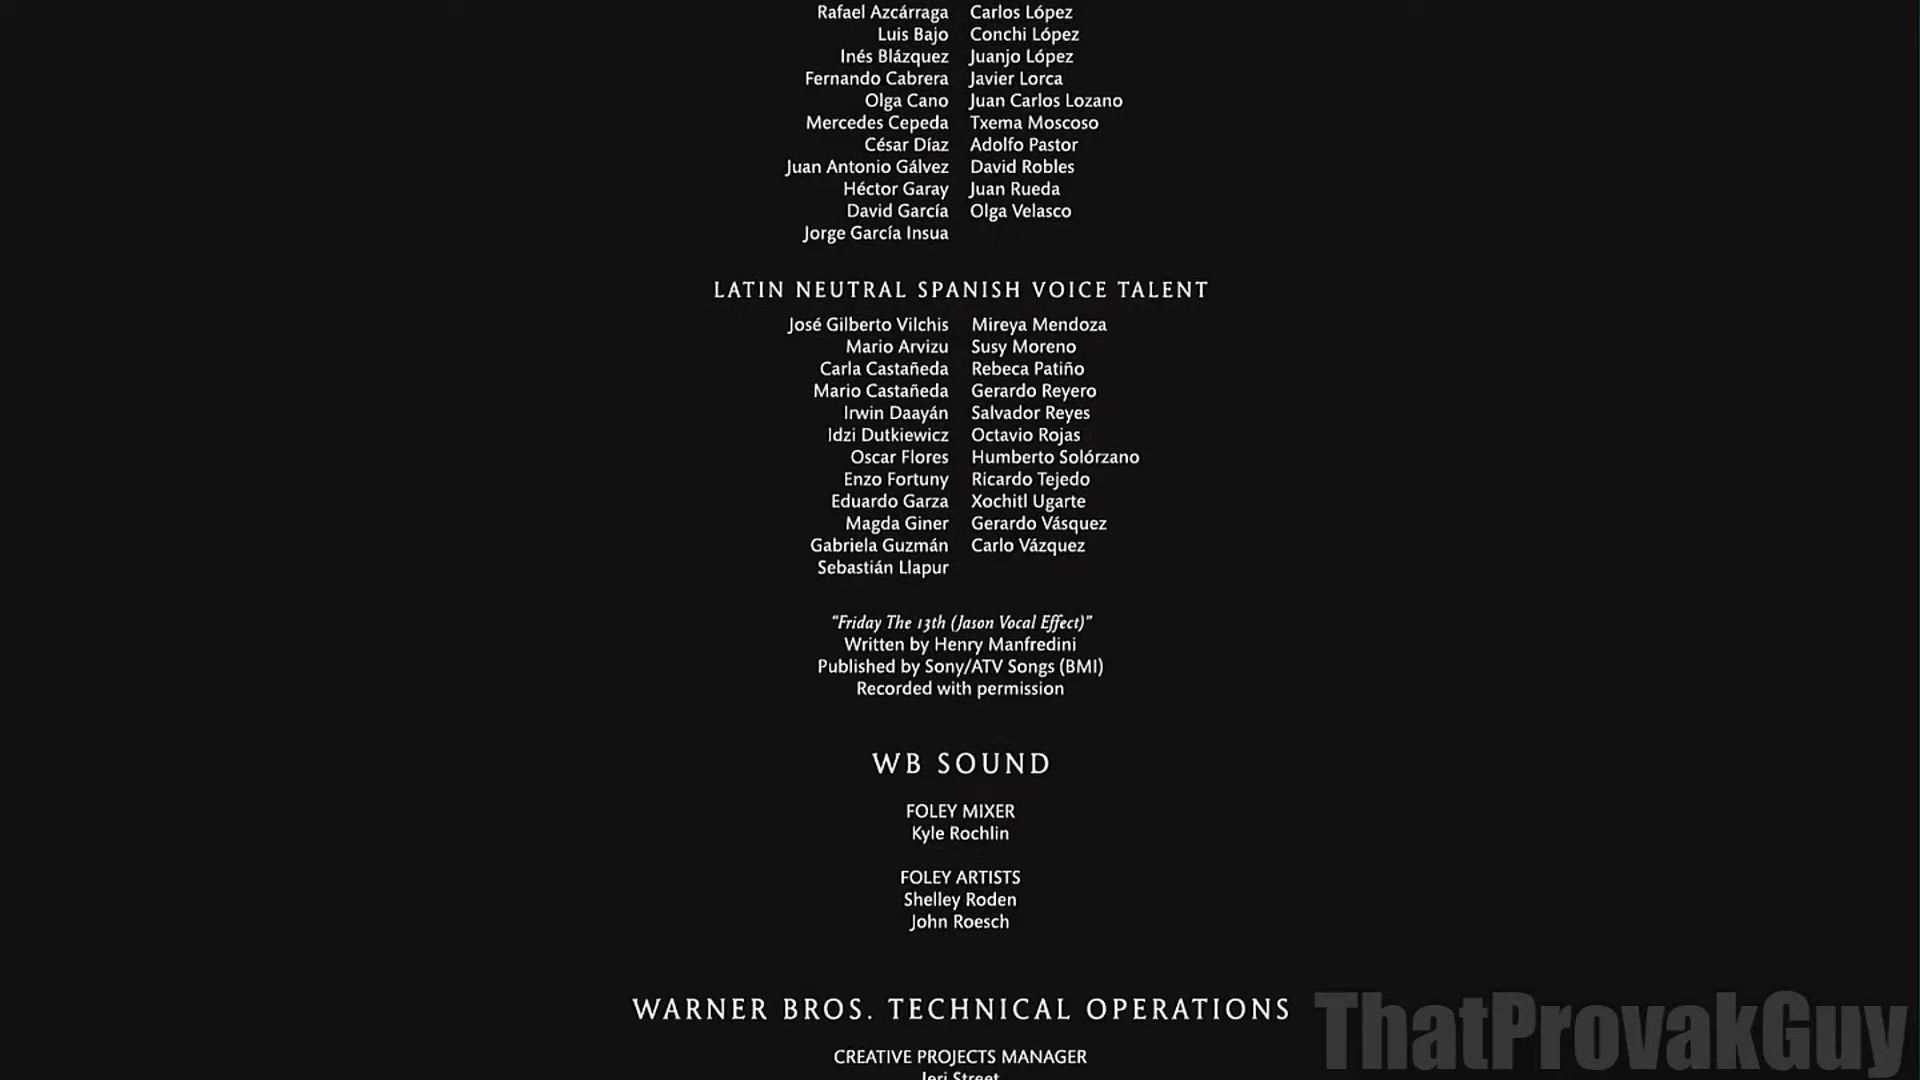 Rafael Azcárraga Carlos López
Luis Bajo Conchi López
Inés Blázquez Juanjo López
Fernando Cabrera Javier Lorca
Olga Cano Juan Carlos Lozano
Mercedes Cepeda Txema Moscoso
César Díaz Adolfo Pastor
Juan Antonio Gálvez David Robles
Héctor Garay Juan Rueda
David García Olga Velasco
Jorge García Insua
LATIN NEUTRAL SPANISH VOICE TALENT
José Gilberto Vilchis Mireya Mendoza
Mario Arvizu Susy Moreno
Carla Castañeda Rebeca Patiño
Mario Castañeda Gerardo Reyero
Irwin Daayán Salvador Reyes
Idzi Dutkiewicz Octavio Rojas
Oscar Flores Humberto Solórzano
Enzo Fortuny Ricardo Tejedo
Eduardo Garza Xochitl Ugarte
Magda Giner Gerardo Vásquez
Gabriela Guzmán Carlo Vázquez
Sebastián Llapur
“Friday The 13th (Jason Vocal Effect)”
Written by Henry Manfredini
Published by Sony/ATV Songs (BMI)
Recorded with permission
WB SOUND
FOLEY MIXER
Kyle Rochlin
FOLEY ARTISTS
Shelley Roden
John Roesch
WARNER BROS. TECHNICAL OPERATIONS
CREATIVE PROJECTS MANAGER
Jeri Street
ThatProvakGuy